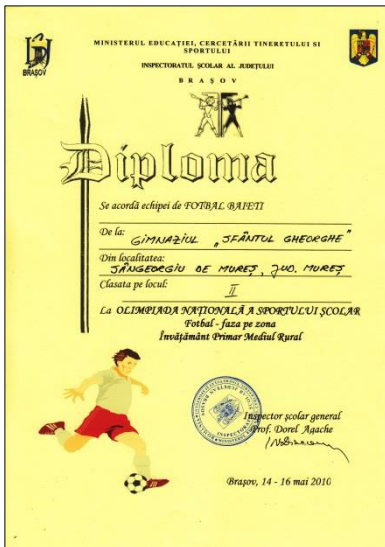 MINISTERUL EDUCAȚIEI, CERCETĂRII TINERETULUI SI
SPORTULUI
INSPECTORATUL ȘCOLAR AL JUDEȚULUI
BRAȘOV
BRAȘOV
Diploma
Se acordă echipei de FOTBAL BAIETI
De la: GIMNAZIUL „SFÂNTUL GHEORGHE"
Din localitatea:
SÂNGEORGIU DE MUREȘ, JUD. MUREȘ
Clasata pe locul: II
La OLIMPIADA NAȚIONALĂ A SPORTULUI ȘCOLAR
Fotbal - faza pe zona
Învățământ Primar Mediul Rural
Inspector școlar general
Prof. Dorel Agache
Brașov, 14 - 16 mai 2010